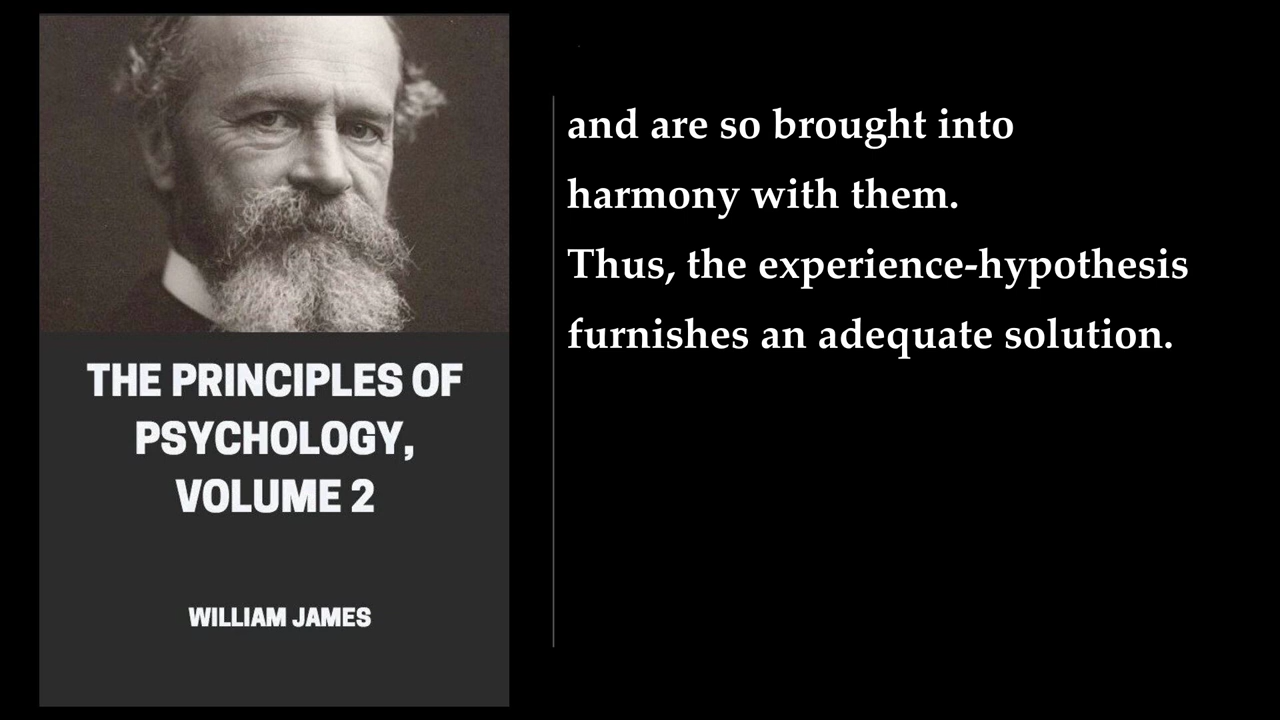 THE PRINCIPLES OF
PSYCHOLOGY,
VOLUME 2
WILLIAM JAMES
and are so brought into
harmony with them.
Thus, the experience-hypothesis
furnishes an adequate solution.